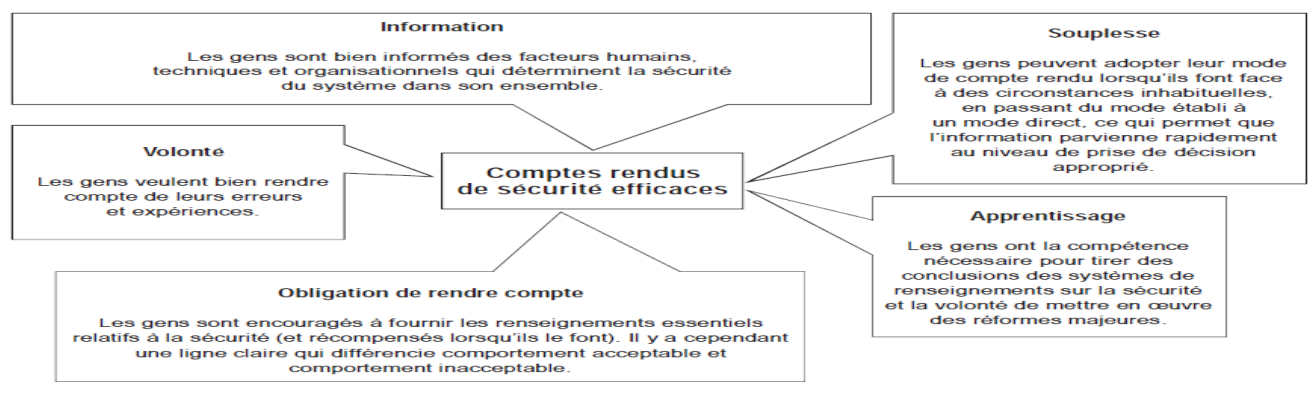 Information
Les gens sont bien informés des facteurs humains,
techniques et organisationnels qui déterminent la sécurité
du système dans son ensemble.
Souplesse
Les gens peuvent adopter leur mode
de compte rendu lorsqu'ils font face
à des circonstances inhabituelles,
en passant du mode établi à
un mode direct, ce qui permet que
l'information parvienne rapidement
au niveau de prise de décision
approprié.
Volonté
Les gens veulent bien rendre
compte de leurs erreurs
et expériences.
Comptes rendus
de sécurité efficaces
Apprentissage
Les gens ont la compétence
nécessaire pour tirer des
conclusions des systèmes de
renseignements sur la sécurité
et la volonté de mettre en œuvre
des réformes majeures.
Obligation de rendre compte
Les gens sont encouragés à fournir les renseignements essentiels
relatifs à la sécurité (et récompensés lorsqu'ils le font). Il y a cependant
une ligne claire qui différencie comportement acceptable et
comportement inacceptable.